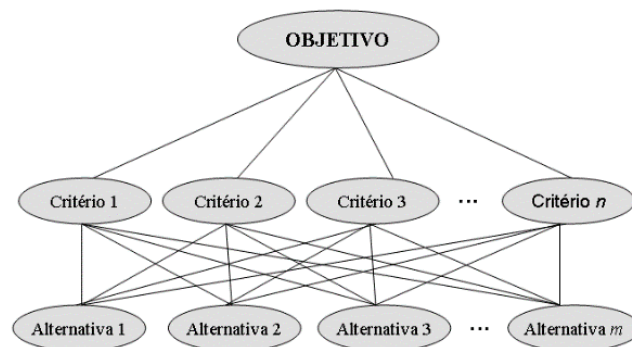 OBJETIVO
Critério 1 Critério 2 Critério 3 ... Critério n
Alternativa 1 Alternativa 2 Alternativa 3 ... Alternativa m